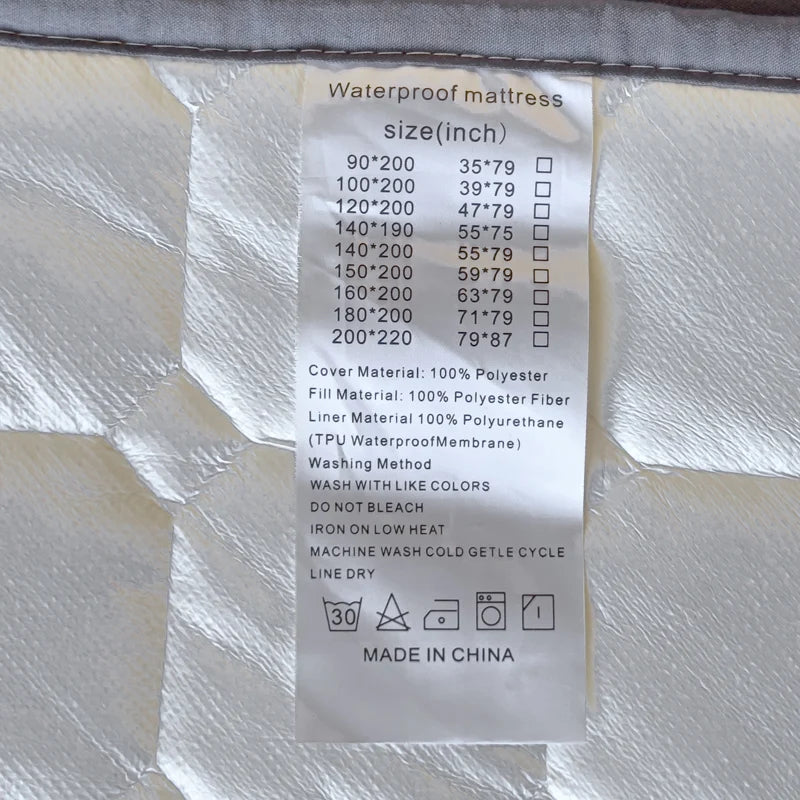 Waterproof mattress
size(inch)
90*200 35*79 ☐
100*200 39*79 ☐
120*200 47*79 ☐
140*190 55*75 ☐
140*200 55*79 ☐
150*200 59*79 ☐
160*200 63*79 ☐
180*200 71*79 ☐
200*220 79*87 ☐
Cover Material: 100% Polyester
Fill Material: 100% Polyester Fiber
Liner Material 100% Polyurethane
(TPU WaterproofMembrane)
Washing Method
WASH WITH LIKE COLORS
DO NOT BLEACH
IRON ON LOW HEAT
MACHINE WASH COLD GETLE CYCLE
LINE DRY
30
MADE IN CHINA